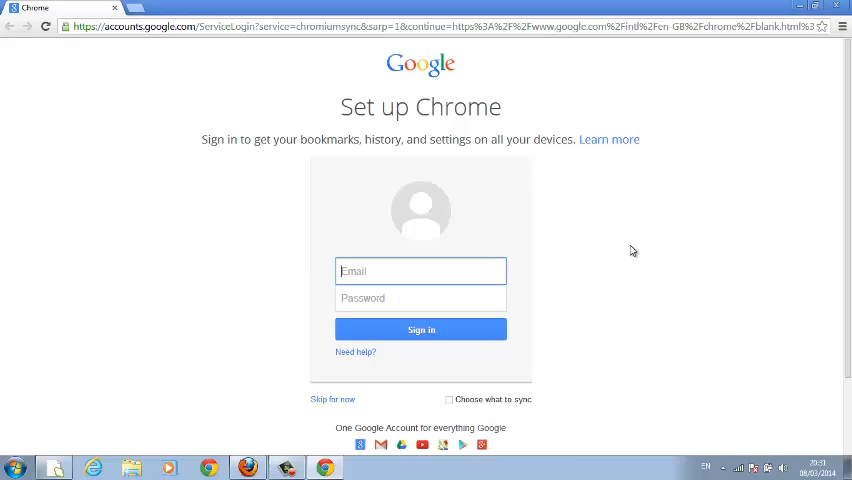 Chrome
https://accounts.google.com/ServiceLogin?service=chromiumsync&sarp=1&continue=https%3A%2F%2Fwww.google.com%2Fintl%2Fen-GB%2Fchrome%2Fblank.html%3
Google
Set up Chrome
Sign in to get your bookmarks, history, and settings on all your devices. Learn more
Email
Password
Sign in
Need help?
Skip for now
Choose what to sync
One Google Account for everything Google
EN
20:31
08/03/2014